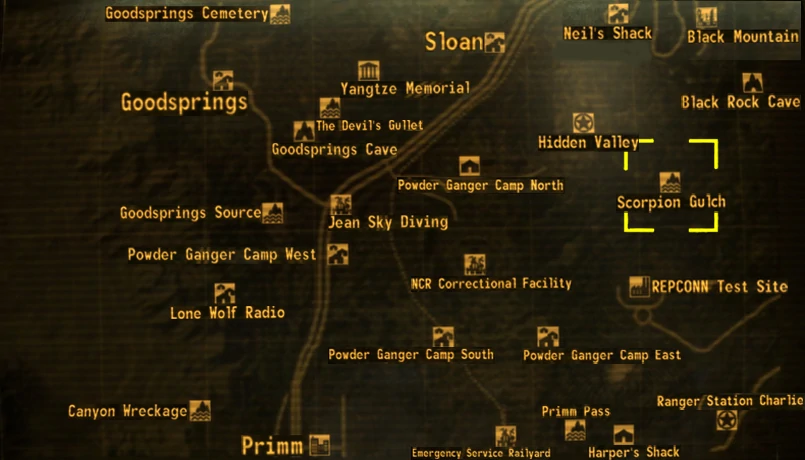 Goodsprings Cemetery
Neil's Shack
Black Mountain
Sloan
Yangtze Memorial
Goodsprings
Black Rock Cave
The Devil's Gullet
Hidden Valley
Goodsprings Cave
Powder Ganger Camp North
Scorpion Gulch
Goodsprings Source
Jean Sky Diving
Powder Ganger Camp West
NCR Correctional Facility
REPCONN Test Site
Lone Wolf Radio
Powder Ganger Camp South
Powder Ganger Camp East
Ranger Station Charlie
Canyon Wreckage
Primm Pass
Primm
Emergency Service Railyard
Harper's Shack